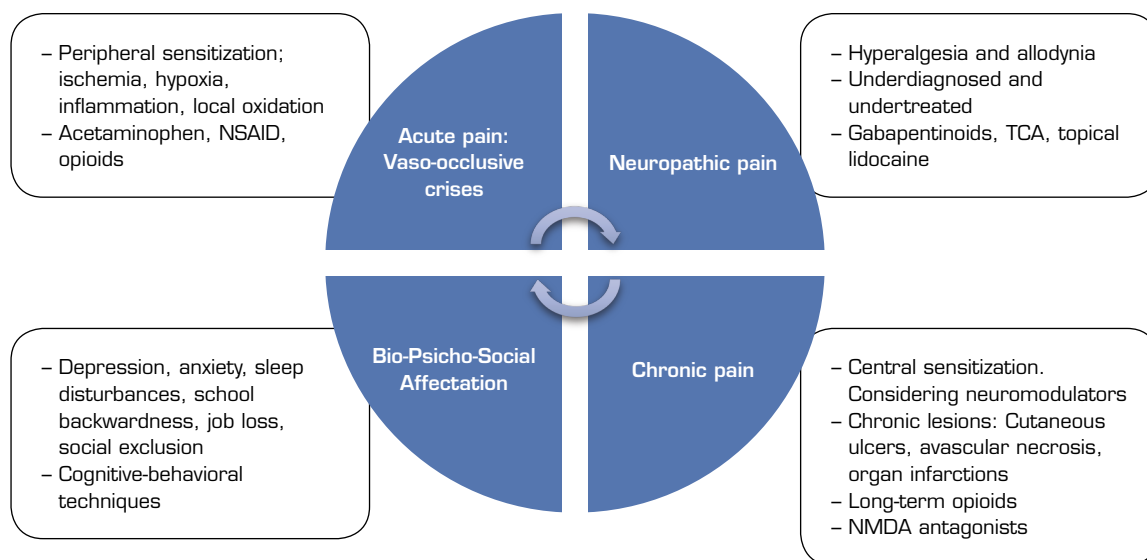 – Peripheral sensitization;
ischemia, hypoxia,
inflammation, local oxidation
– Acetaminophen, NSAID,
opioids
Acute pain:
Vaso-occlusive
crises
Neuropathic pain
– Hyperalgesia and allodynia
– Underdiagnosed and
undertreated
– Gabapentinoids, TCA, topical
lidocaine
– Depression, anxiety, sleep
disturbances, school
backwardness, job loss,
social exclusion
– Cognitive-behavioral
techniques
Bio-Psicho-Social
Affectation
Chronic pain
– Central sensitization.
Considering neuromodulators
– Chronic lesions: Cutaneous
ulcers, avascular necrosis,
organ infarctions
– Long-term opioids
– NMDA antagonists